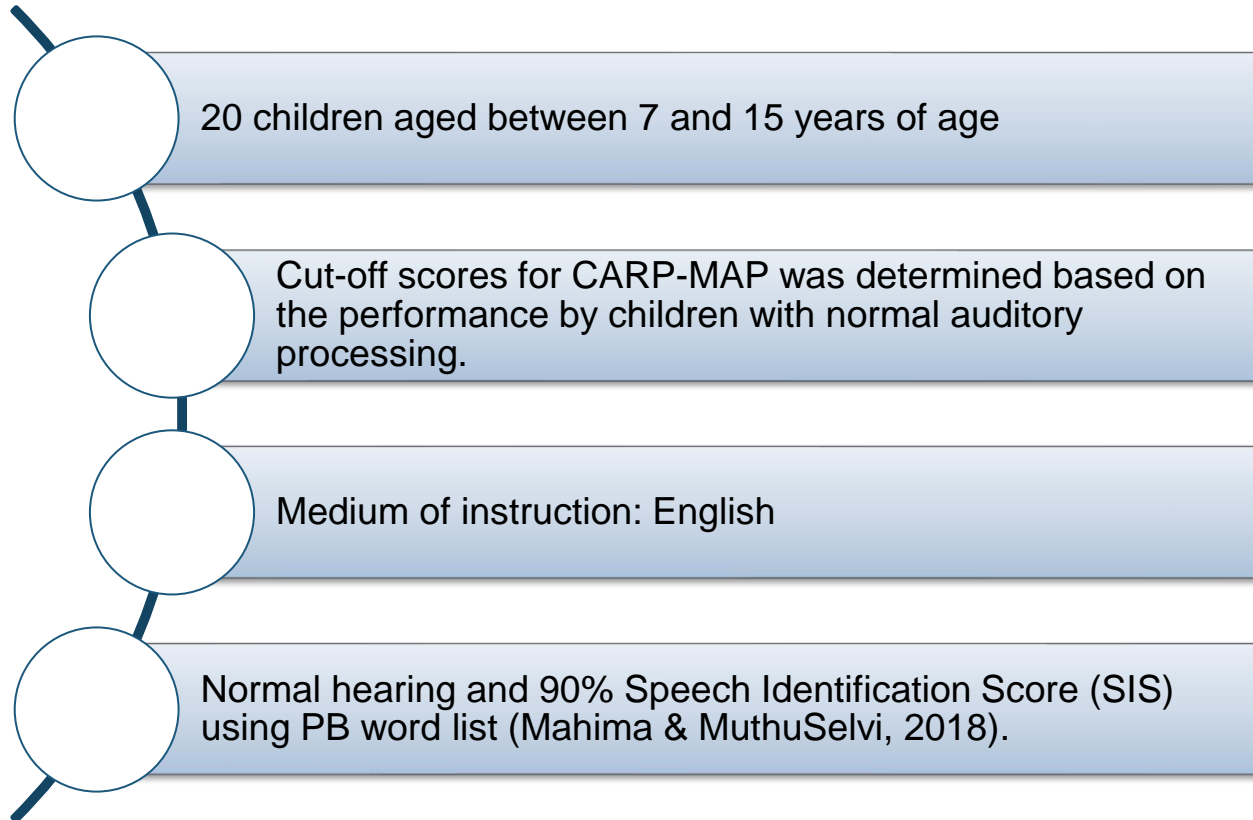 20 children aged between 7 and 15 years of age
Cut-off scores for CARP-MAP was determined based on
the performance by children with normal auditory
processing.
Medium of instruction: English
Normal hearing and 90% Speech Identification Score (SIS)
using PB word list (Mahima & MuthuSelvi, 2018).